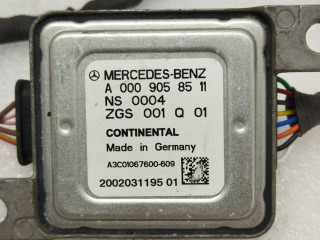 MERCEDES-BENZ
A 000 905 85 11
NS 0004
ZGS 001 Q 01
CONTINENTAL
Made in Germany
A3C01067600-609
2002031195 01